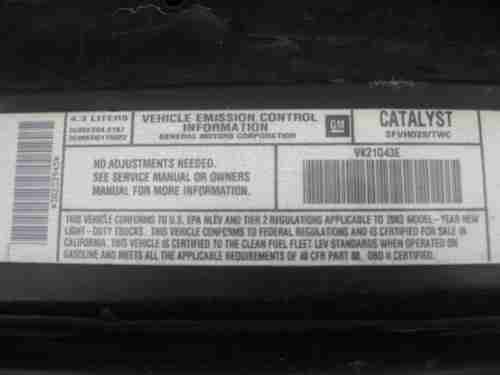 4.3 LITERS
VEHICLE EMISSION CONTROL
INFORMATION
GENERAL MOTORS CORPORATION
GM
CATALYST
NO ADJUSTMENTS NEEDED.
SEE SERVICE MANUAL OR OWNERS
MANUAL FOR MORE INFORMATION.
THIS VEHICLE CONFORMS TO U.S. EPA NLEV AND TIER 2 REGULATIONS APPLICABLE TO 2003 MODEL-YEAR NEW
LIGHT-DUTY TRUCKS. THIS VEHICLE CONFORMS TO FEDERAL REGULATIONS AND IS CERTIFIED FOR SALE IN
CALIFORNIA. THIS VEHICLE IS CERTIFIED TO THE CLEAN FUEL FLEET LEV STANDARDS WHEN OPERATED ON
GASOLINE AND MEETS ALL THE APPLICABLE REQUIREMENTS OF 40 CFR PART 88. OBD II CERTIFIED.